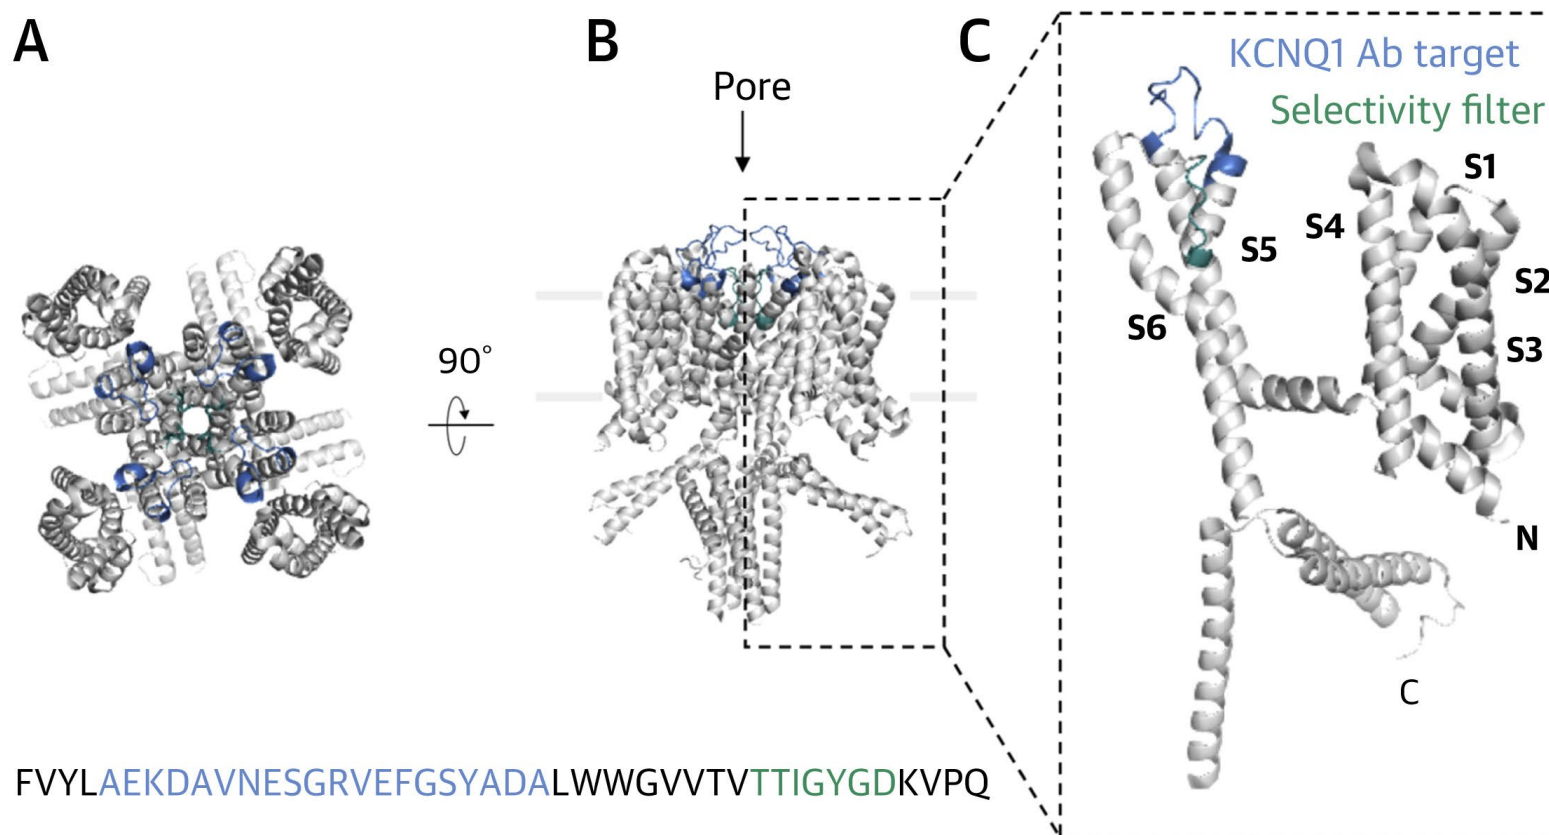 A
B
C
Pore
KCNQ1 Ab target
Selectivity filter
S1
S4
S5
S2
S6
S3
90°
N
C
FVYLAEKDAVNESGRVEFGSYADALWWGVVTVTTIGYGDKVPQ